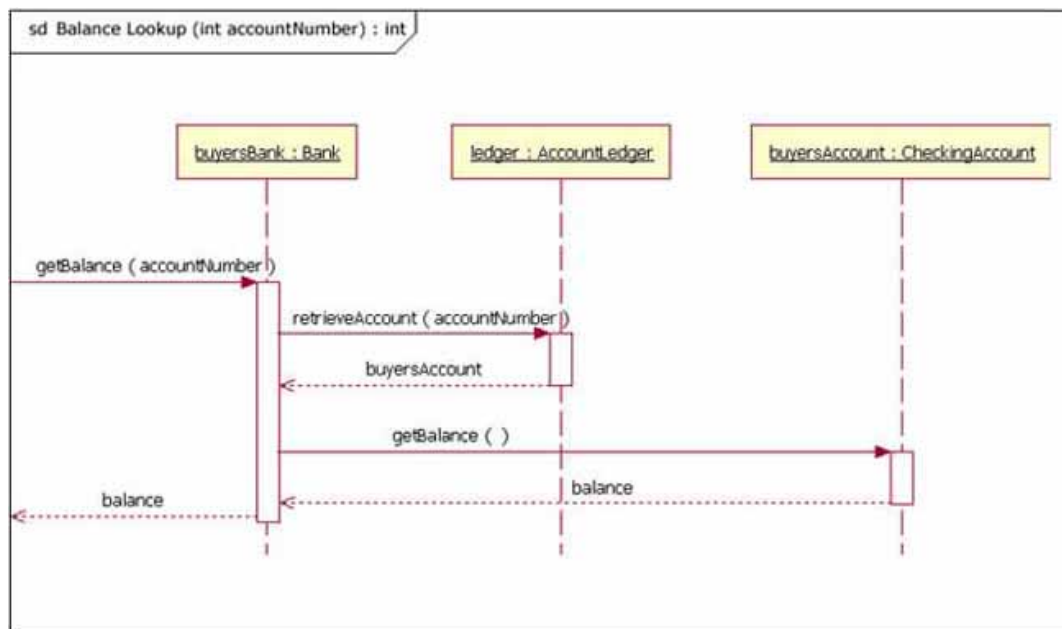 sd Balance Lookup (int accountNumber) : int
buyersBank : Bank
ledger : AccountLedger
buyersAccount : CheckingAccount
getBalance ( accountNumber )
retrieveAccount ( accountNumber )
buyersAccount
getBalance ( )
balance
balance